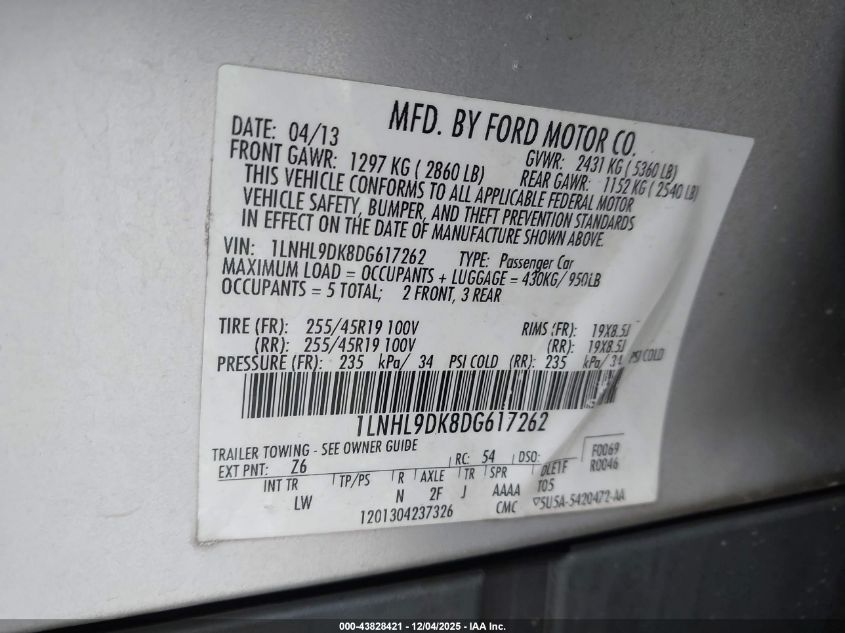 MFD. BY FORD MOTOR CO.
DATE: 04/13 GVWR: 2431 KG ( 5360 LB)
FRONT GAWR: 1297 KG ( 2860 LB) REAR GAWR: 1152 KG ( 2540 LB)
THIS VEHICLE CONFORMS TO ALL APPLICABLE FEDERAL MOTOR
VEHICLE SAFETY, BUMPER, AND THEFT PREVENTION STANDARDS
IN EFFECT ON THE DATE OF MANUFACTURE SHOWN ABOVE.
VIN: 1LNHL9DK8DG617262 TYPE: Passenger Car
MAXIMUM LOAD = OCCUPANTS + LUGGAGE = 430KG/ 950LB
OCCUPANTS = 5 TOTAL; 2 FRONT, 3 REAR
TIRE (FR): 255/45R19 100V RIMS (FR): 19X8.5J
(RR): 255/45R19 100V (RR): 19X8.5J
PRESSURE (FR): 235 kPa/ 34 PSI COLD (RR): 235 kPa/ 34 PSI COLD
1LNHL9DK8DG617262
TRAILER TOWING - SEE OWNER GUIDE
EXT PNT: Z6 RC: 54 DSO: F0069
R0046
INT TR TP/PS R AXLE TR SPR DLE1F
LW N 2F J AAAA T05
1201304237326 CMC 5U5A-5420472-AA
000-43828421 - 12/04/2025 - IAA Inc.